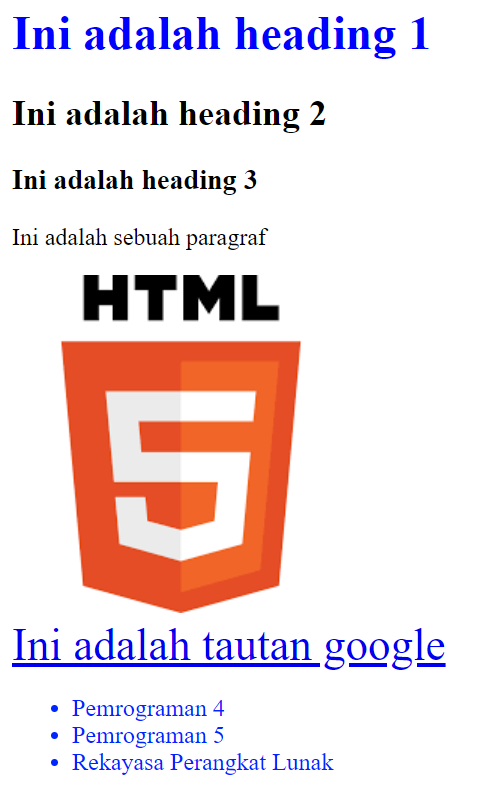 Ini adalah heading 1
Ini adalah heading 2
Ini adalah heading 3
Ini adalah sebuah paragraf
HTML
5
Ini adalah tautan google
Pemrograman 4
Pemrograman 5
Rekayasa Perangkat Lunak